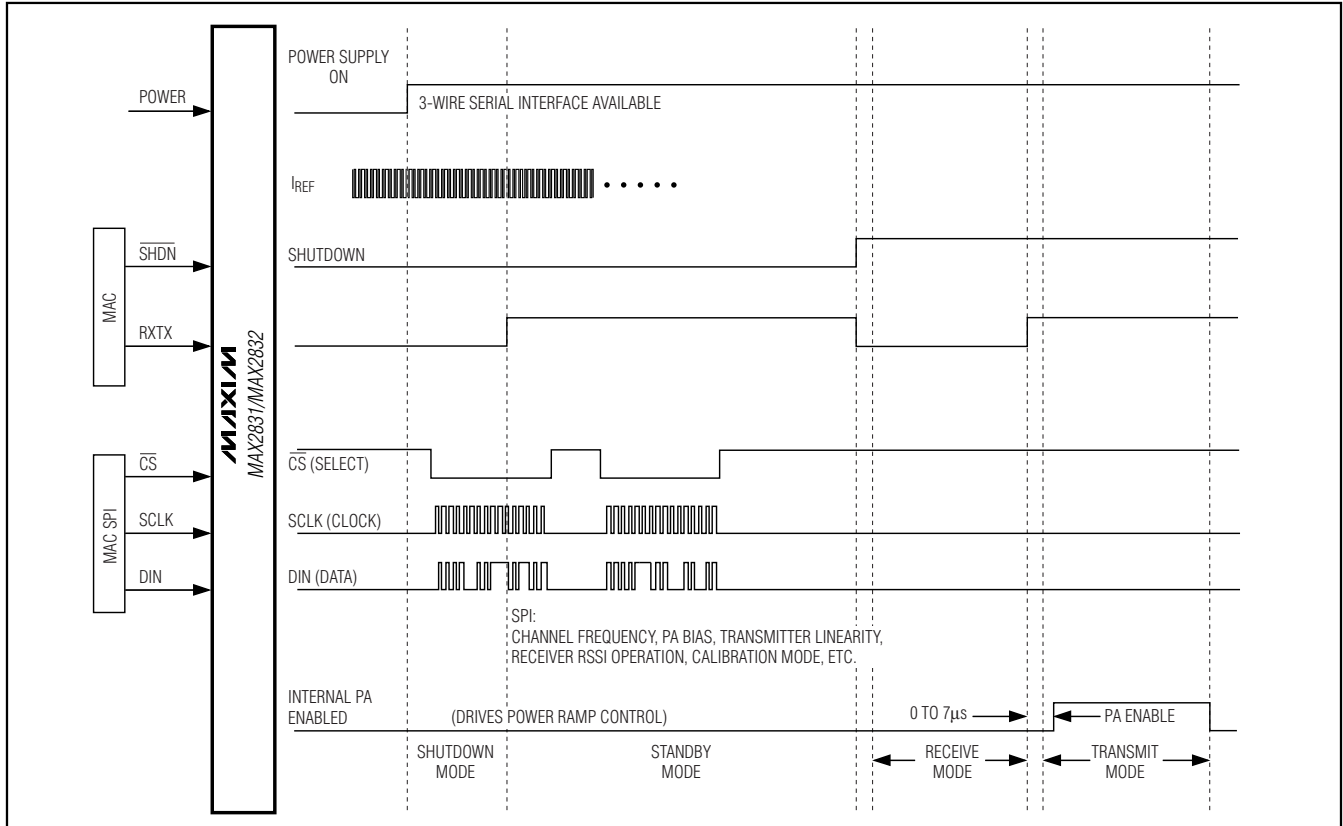 POWER SUPPLY
ON
POWER
3-WIRE SERIAL INTERFACE AVAILABLE
IREF
MAC
SHDN
SHUTDOWN
RXTX
MAXIM
MAX2831/MAX2832
MAC SPI
CS
CS (SELECT)
SCLK
SCLK (CLOCK)
DIN
DIN (DATA)
SPI:
CHANNEL FREQUENCY, PA BIAS, TRANSMITTER LINEARITY,
RECEIVER RSSI OPERATION, CALIBRATION MODE, ETC.
INTERNAL PA
ENABLED
(DRIVES POWER RAMP CONTROL)
0 TO 7µs
PA ENABLE
SHUTDOWN
MODE
STANDBY
MODE
RECEIVE
MODE
TRANSMIT
MODE